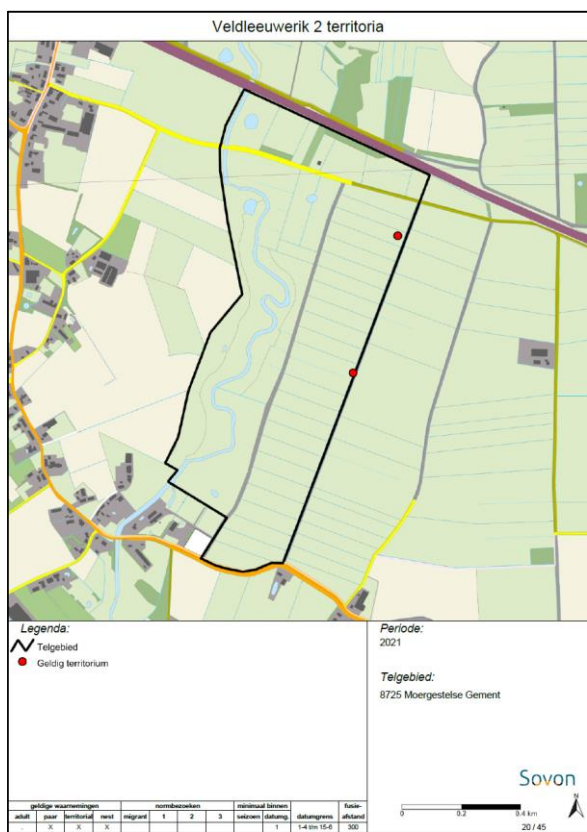 Veldleeuwerik 2 territoria
Legenda:
Telgebied
Geldig territorium
Periode:
2021
Telgebied:
8725 Moergestelse Gement
Sovon
0 0.2 0.4 km
N
20 / 45
geldige waarnemingen normbezoeken minimaal binnen fusie-
adult paar territoriaal nest migrant 1 2 3 seizoen datumg. datumgrens afstand
. X X X 1 1-4 t/m 15-6 300